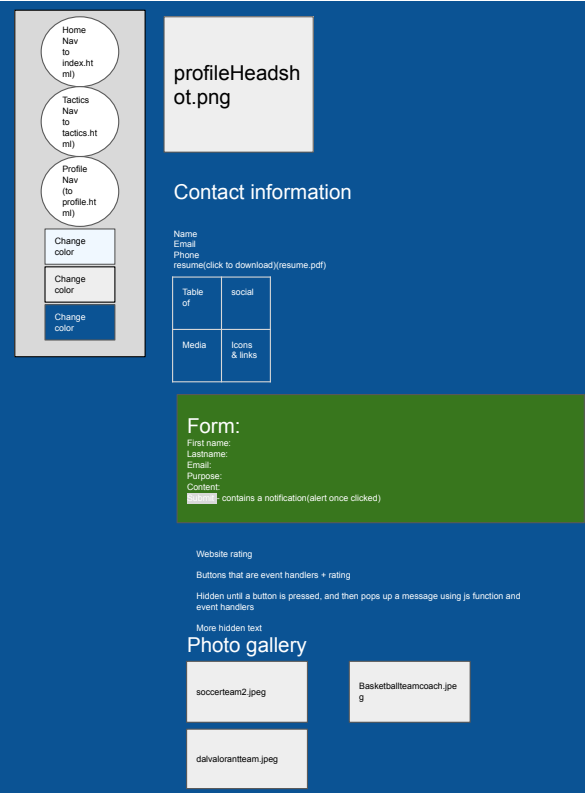 Home
Nav
to
index.ht
ml)
Tactics
Nav
to
tactics.ht
ml)
Profile
Nav
(to
profile.ht
ml)
Change
color
Change
color
Change
color
profileHeadsh
ot.png
Contact information
Name
Email
Phone
resume(click to download)(resume.pdf)
Table
of
social
Media
Icons
& links
Form:
First name:
Lastname:
Email:
Purpose:
Content:
Submit - contains a notification(alert once clicked)
Website rating
Buttons that are event handlers + rating
Hidden until a button is pressed, and then pops up a message using js function and
event handlers
More hidden text
Photo gallery
soccerteam2.jpeg
Basketballteamcoach.jpe
g
dalvalorantteam.jpeg